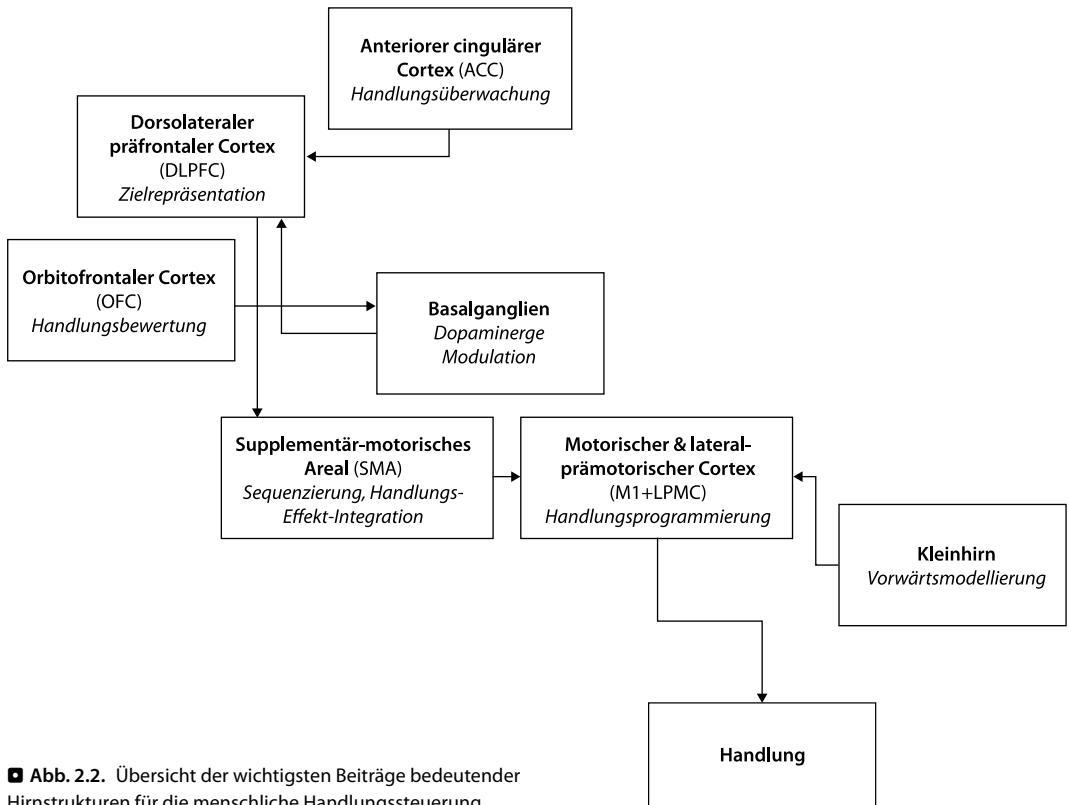 Anteriorer cingulärer
Cortex (ACC)
Handlungsüberwachung
Dorsolateraler
präfrontaler Cortex
(DLPFC)
Zielrepräsentation
Orbitofrontaler Cortex
(OFC)
Handlungsbewertung
Basalganglien
Dopaminerge
Modulation
Supplementär-motorisches
Areal (SMA)
Sequenzierung, Handlungs-
Effekt-Integration
Motorischer & lateral-
prämotorischer Cortex
(M1+LPMC)
Handlungsprogrammierung
Kleinhirn
Vorwärtsmodellierung
Handlung
Abb. 2.2. Übersicht der wichtigsten Beiträge bedeutender
Hirnstrukturen für die menschliche Handlungssteuerung